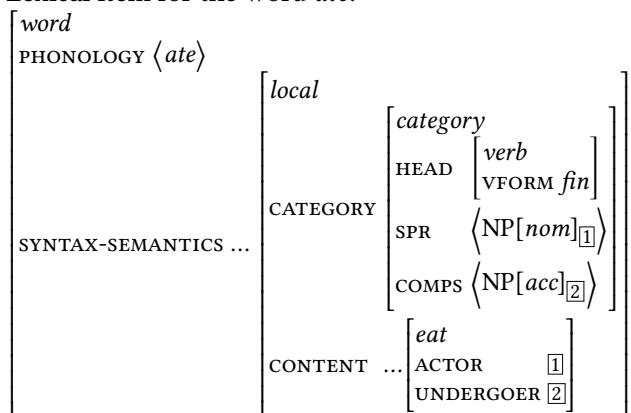 Lexical item for the word ate:
word
PHONOLOGY ⟨ate⟩
local
category
HEAD verb
VFORM fin
CATEGORY
SPR ⟨NP[nom]1⟩
SYNTAX-SEMANTICS …
COMPS ⟨NP[acc]2⟩
eat
CONTENT … ACTOR 1
UNDERGOER 2